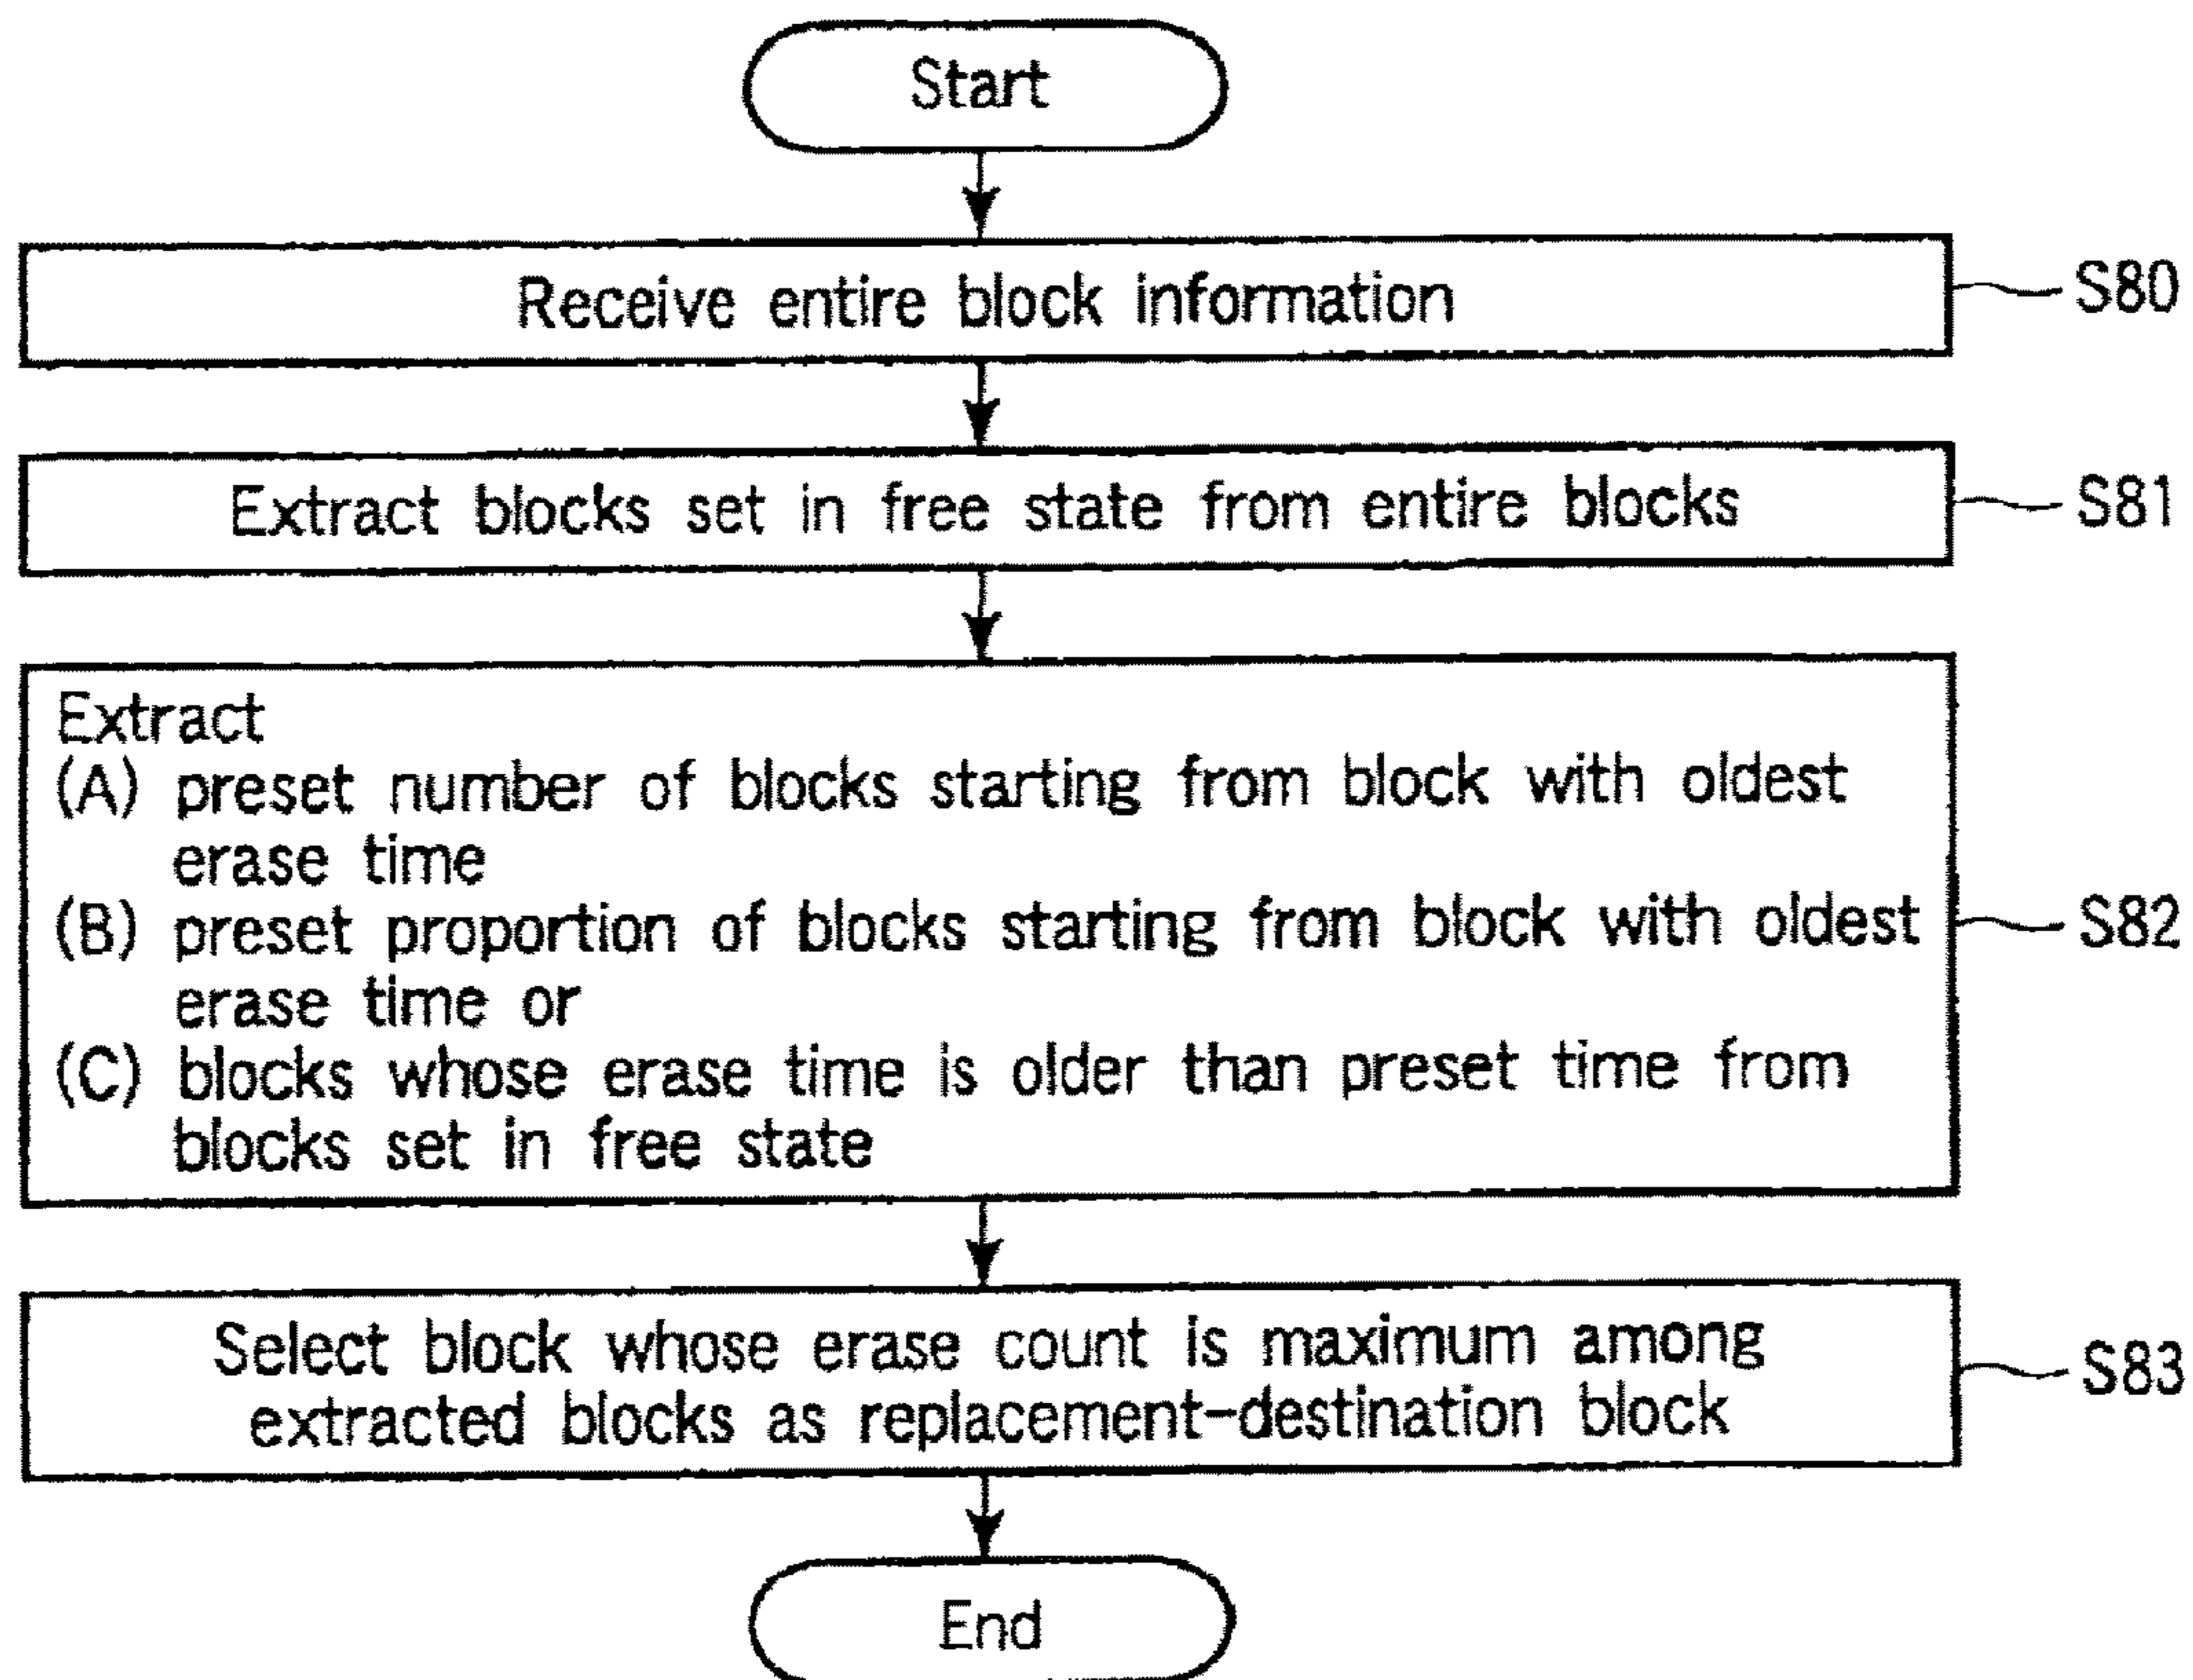 Start
Receive entire block information
S80
Extract blocks set in free state from entire blocks
S81
Extract
(A) preset number of blocks starting from block with oldest
erase time
(B) preset proportion of blocks starting from block with oldest
erase time or
(C) blocks whose erase time is older than preset time from
blocks set in free state
S82
Select block whose erase count is maximum among
extracted blocks as replacement-destination block
S83
End